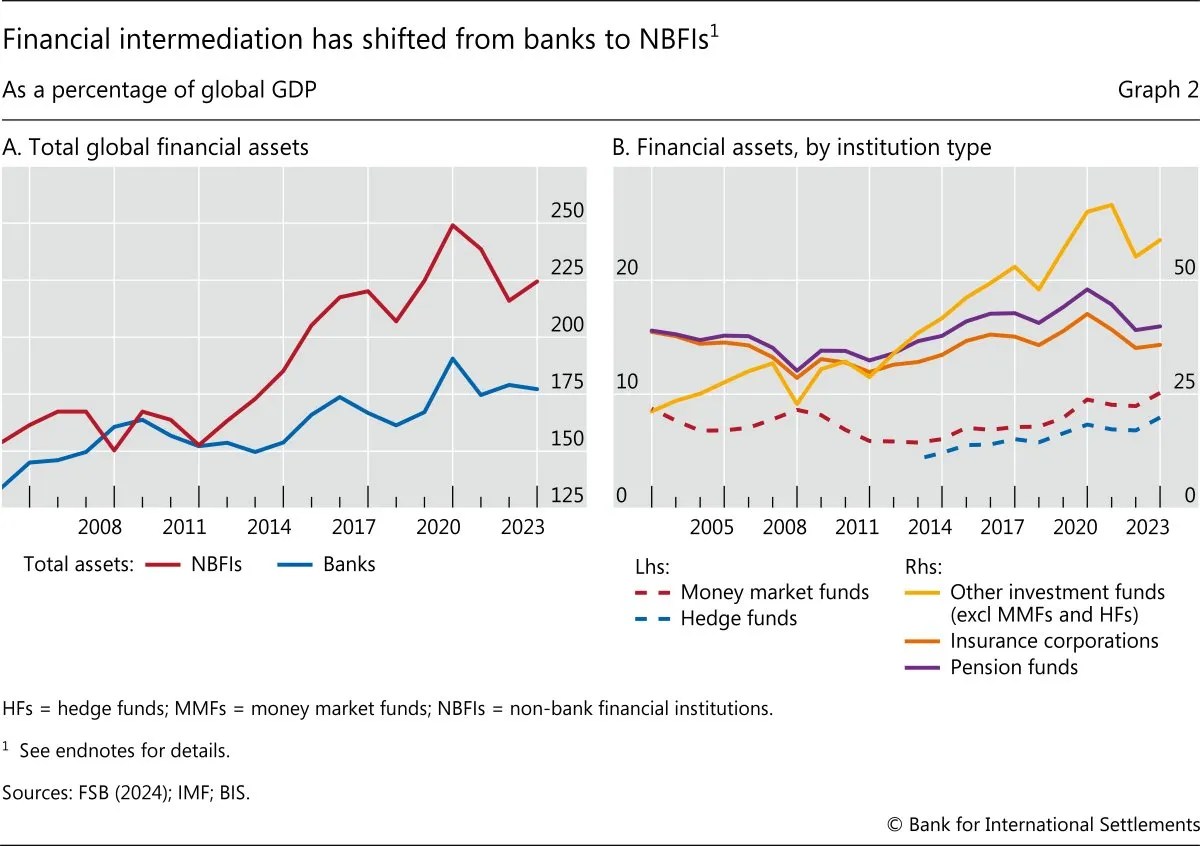 Financial intermediation has shifted from banks to NBFIs¹
As a percentage of global GDP
Graph 2
A. Total global financial assets
250
225
200
175
150
125
2008 2011 2014 2017 2020 2023
Total assets: NBFIs Banks
B. Financial assets, by institution type
20
10
0
50
25
0
2005 2008 2011 2014 2017 2020 2023
Lhs:
Money market funds
Hedge funds
Rhs:
Other investment funds
(excl MMFs and HFs)
Insurance corporations
Pension funds
HFs = hedge funds; MMFs = money market funds; NBFIs = non-bank financial institutions.
¹ See endnotes for details.
Sources: FSB (2024); IMF; BIS.
© Bank for International Settlements